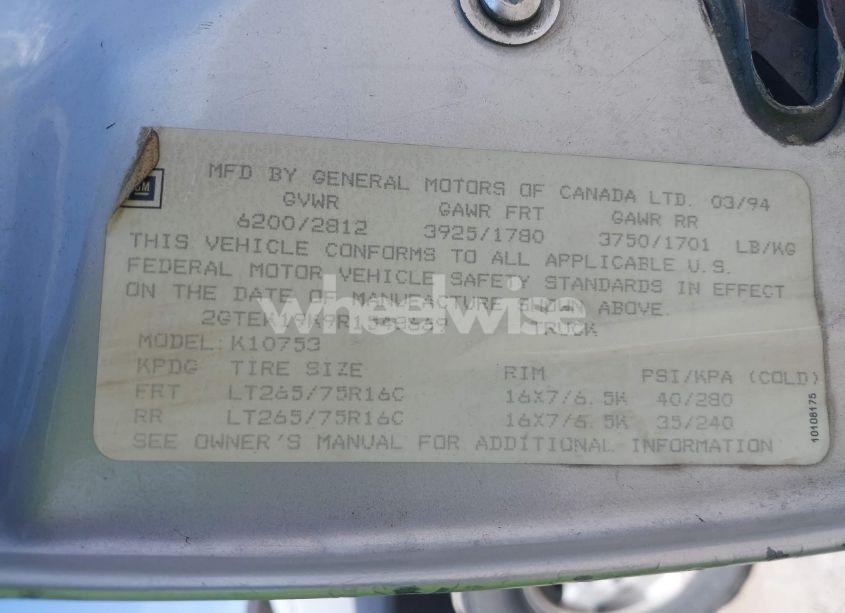 GM
MFD BY GENERAL MOTORS OF CANADA LTD. 03/94
GVWR GAWR FRT GAWR RR
6200/2812 3925/1780 3750/1701 LB/KG
THIS VEHICLE CONFORMS TO ALL APPLICABLE U.S.
FEDERAL MOTOR VEHICLE SAFETY STANDARDS IN EFFECT
ON THE DATE OF MANUFACTURE SHOWN ABOVE.
wheelwise
TRUCK
MODEL: K10753
KPDG TIRE SIZE RIM PSI/KPA (COLD)
FRT LT265/75R16C 16X7/6.5K 40/280
RR LT265/75R16C 16X7/6.5K 35/240
SEE OWNER'S MANUAL FOR ADDITIONAL INFORMATION
10108175